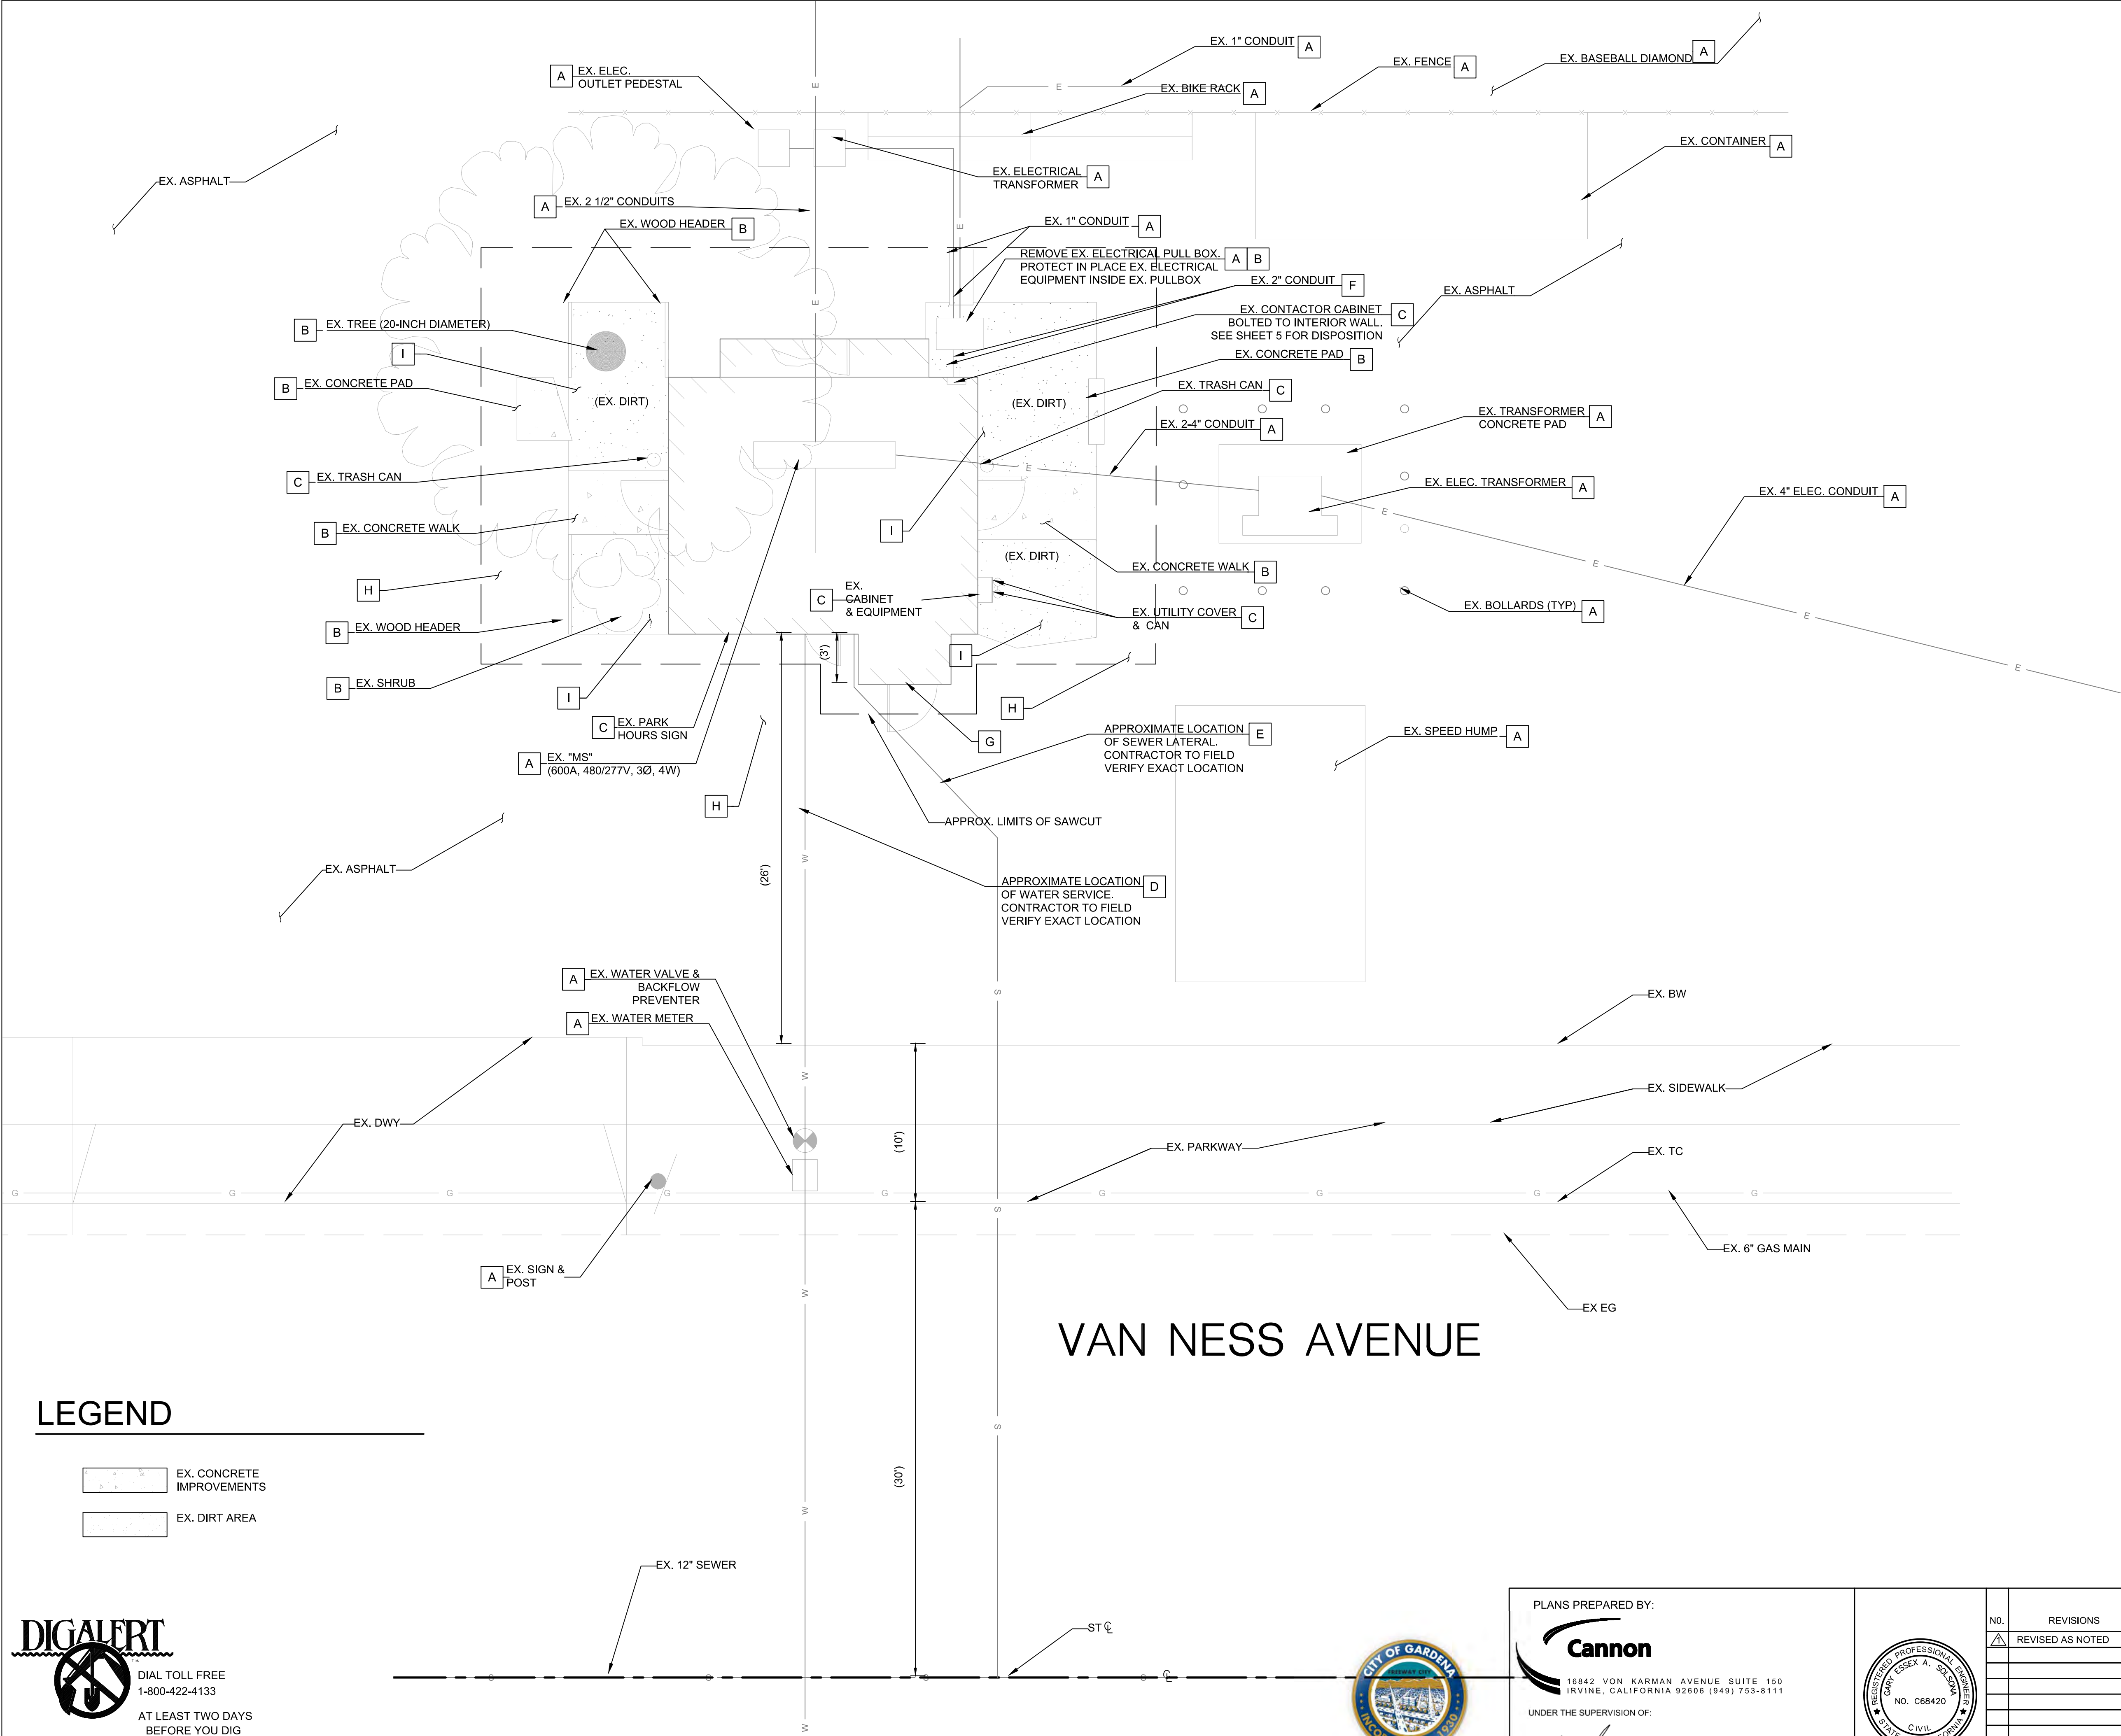 EX. 1" CONDUIT A
EX. BASEBALL DIAMOND A
EX. FENCE A
A EX. ELEC.
OUTLET PEDESTAL
E
E
EX. BIKE RACK A
EX. CONTAINER A
EX. ASPHALT
EX. ELECTRICAL A
TRANSFORMER
A EX. 2 1/2" CONDUITS
EX. WOOD HEADER B
EX. 1" CONDUIT A
E
REMOVE EX. ELECTRICAL PULL BOX. A B
PROTECT IN PLACE EX. ELECTRICAL
EQUIPMENT INSIDE EX. PULLBOX
EX. 2" CONDUIT F
EX. ASPHALT
E
EX. CONTACTOR CABINET C
BOLTED TO INTERIOR WALL.
SEE SHEET 5 FOR DISPOSITION
B EX. TREE (20-INCH DIAMETER)
I
EX. CONCRETE PAD B
B EX. CONCRETE PAD
EX. TRASH CAN C
(EX. DIRT)
(EX. DIRT)
EX. TRANSFORMER A
CONCRETE PAD
EX. 2-4" CONDUIT A
E
C EX. TRASH CAN
EX. ELEC. TRANSFORMER A
EX. 4" ELEC. CONDUIT A
E
B EX. CONCRETE WALK
I
(EX. DIRT)
E
EX. CONCRETE WALK B
H
C EX.
CABINET
& EQUIPMENT
EX. UTILITY COVER C
& CAN
EX. BOLLARDS (TYP) A
E
B EX. WOOD HEADER
(3')
I
E
B EX. SHRUB
I
H
C EX. PARK
HOURS SIGN
G
APPROXIMATE LOCATION E
OF SEWER LATERAL.
CONTRACTOR TO FIELD
VERIFY EXACT LOCATION
EX. SPEED HUMP A
A EX. "MS"
(600A, 480/277V, 3Ø, 4W)
H
APPROX. LIMITS OF SAWCUT
W
EX. ASPHALT
(26')
APPROXIMATE LOCATION D
OF WATER SERVICE.
CONTRACTOR TO FIELD
VERIFY EXACT LOCATION
A EX. WATER VALVE &
BACKFLOW
PREVENTER
S
EX. BW
A EX. WATER METER
W
EX. SIDEWALK
EX. DWY
(10')
EX. PARKWAY
EX. TC
G G G G G G G G G
S
EX. 6" GAS MAIN
A EX. SIGN &
POST
W
EX EG
VAN NESS AVENUE
LEGEND
S
EX. CONCRETE
IMPROVEMENTS
(30')
EX. DIRT AREA
W
EX. 12" SEWER
ST ℄
S S S S ℄
W
DIGALERT
DIAL TOLL FREE
1-800-422-4133
AT LEAST TWO DAYS
BEFORE YOU DIG
CITY OF GARDENA
FREEWAY CITY
1930
PLANS PREPARED BY:
Cannon
16842 VON KARMAN AVENUE SUITE 150
IRVINE, CALIFORNIA 92606 (949) 753-8111
UNDER THE SUPERVISION OF:
REGISTERED PROFESSIONAL ENGINEER
GARY ESSEX A. SOLSONA
NO. C68420
CIVIL
N0. REVISIONS
1 REVISED AS NOTED